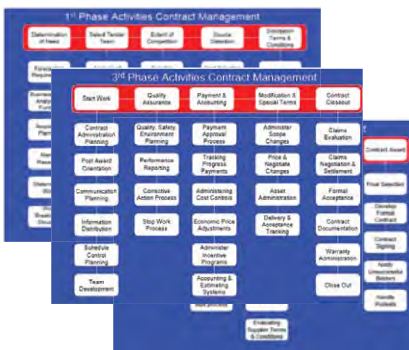 1st Phase Activities Contract Management
Determination
of Need
Select Tender
Team
Extent of
Competition
Source
Selection
Solicitation
Terms &
Conditions
3rd Phase Activities Contract Management
Start Work
Contract
Administration
Planning
Post Award
Orientation
Communication
Planning
Information
Distribution
Schedule
Control
Planning
Team
Development
Quality
Assurance
Quality, Safety
Environment
Planning
Performance
Reporting
Corrective
Action Process
Stop Work
Process
Payment &
Accounting
Payment
Approval
Process
Tracking
Progress
Payments
Administering
Cost Controls
Economic Price
Adjustments
Administer
Incentive
Programs
Accounting &
Estimating
Systems
Modification &
Special Terms
Administer
Scope
Changes
Price &
Negotiate
Changes
Asset
Administration
Delivery &
Acceptance
Tracking
Contract
Closeout
Claims
Evaluation
Claims
Negotiation &
Settlement
Formal
Acceptance
Contract
Documentation
Warranty
Administration
Close Out
Contract Award
Final Selection
Develop
Formal
Contract
Contract
Signing
Notify
Unsuccessful
Bidders
Handle
Protests
Evaluating
Supplier Terms
& Conditions